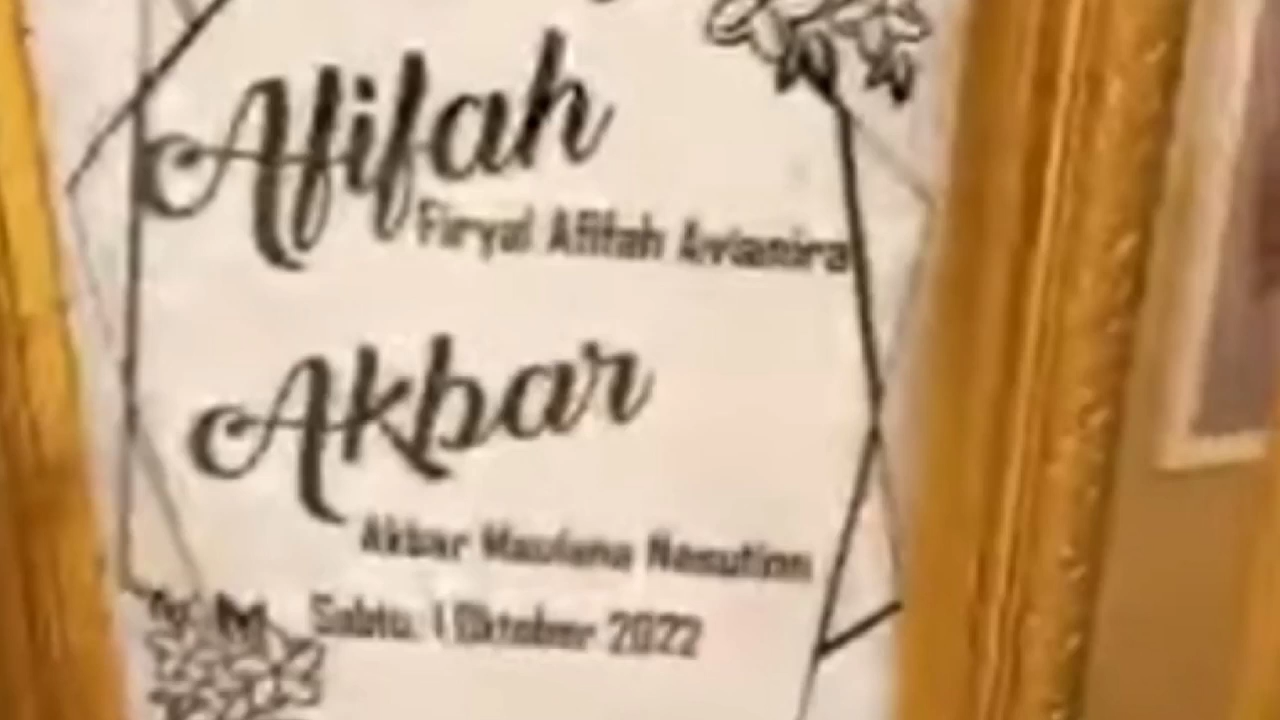 Afifah
Firyal Afifah Avianira
Akbar
Akbar Maulana Nasution
Sabtu, 1 Oktober 2022